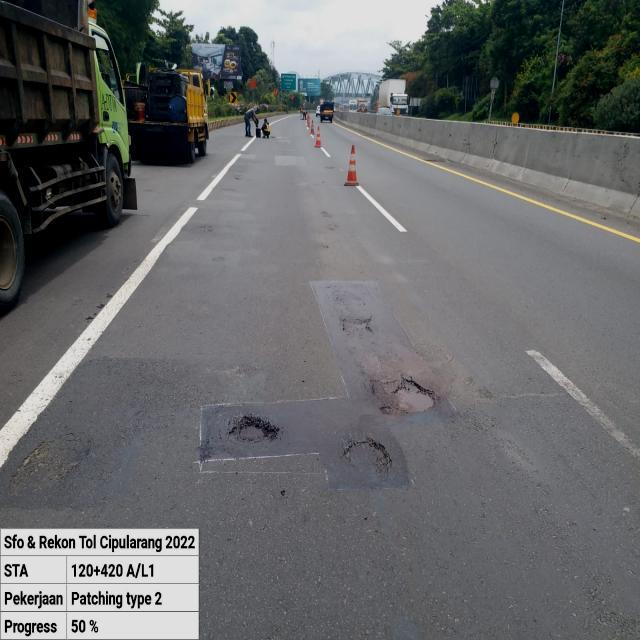 Sfo & Rekon Tol Cipularang 2022
STA 120+420 A/L1
Pekerjaan Patching type 2
Progress 50 %